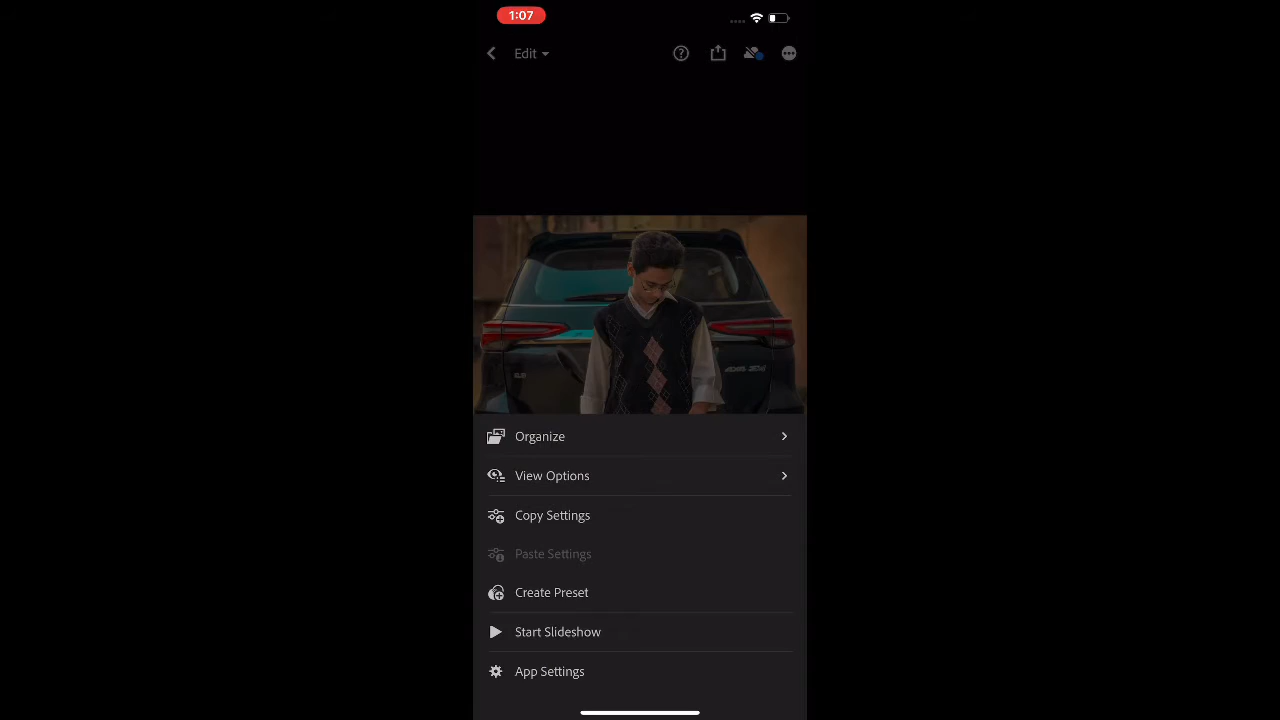 1:07
Edit
Organize
View Options
Copy Settings
Paste Settings
Create Preset
Start Slideshow
App Settings